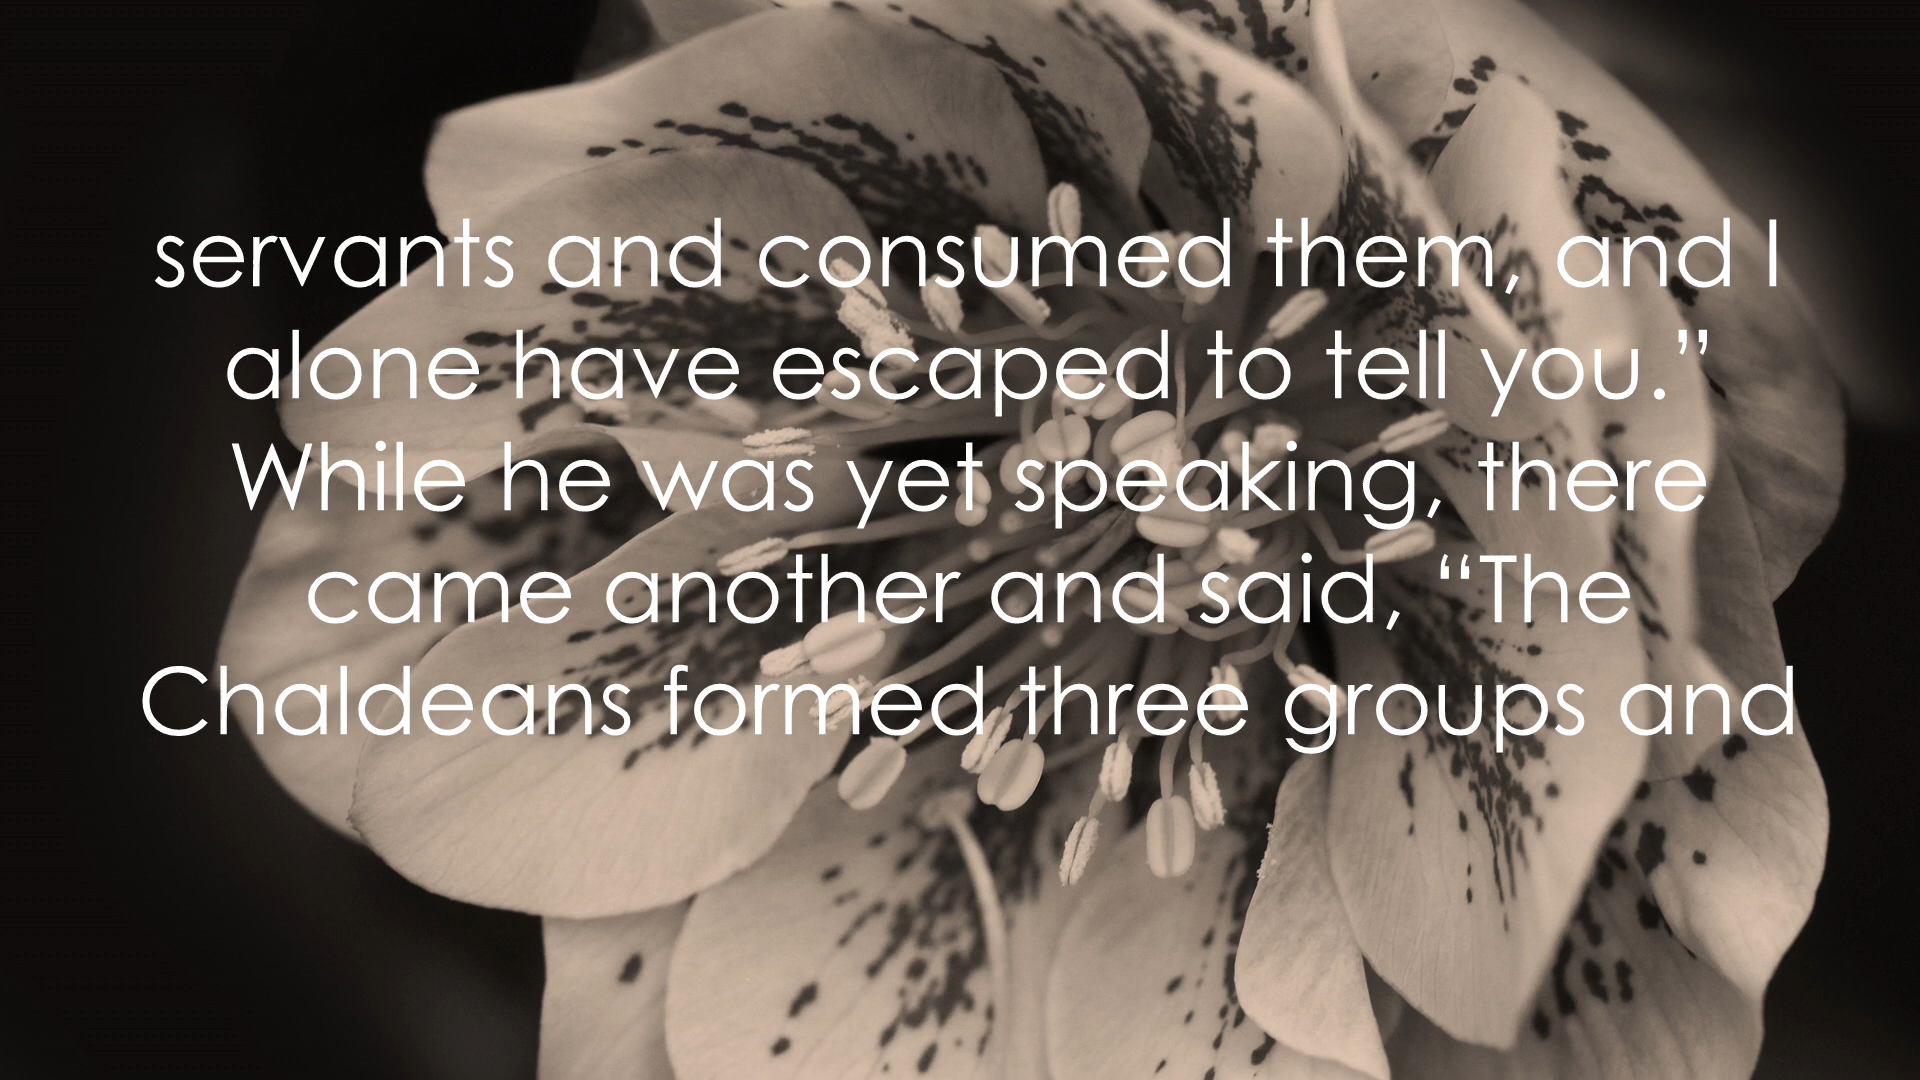 servants and consumed them, and I
alone have escaped to tell you.”
While he was yet speaking, there
came another and said, “The
Chaldeans formed three groups and